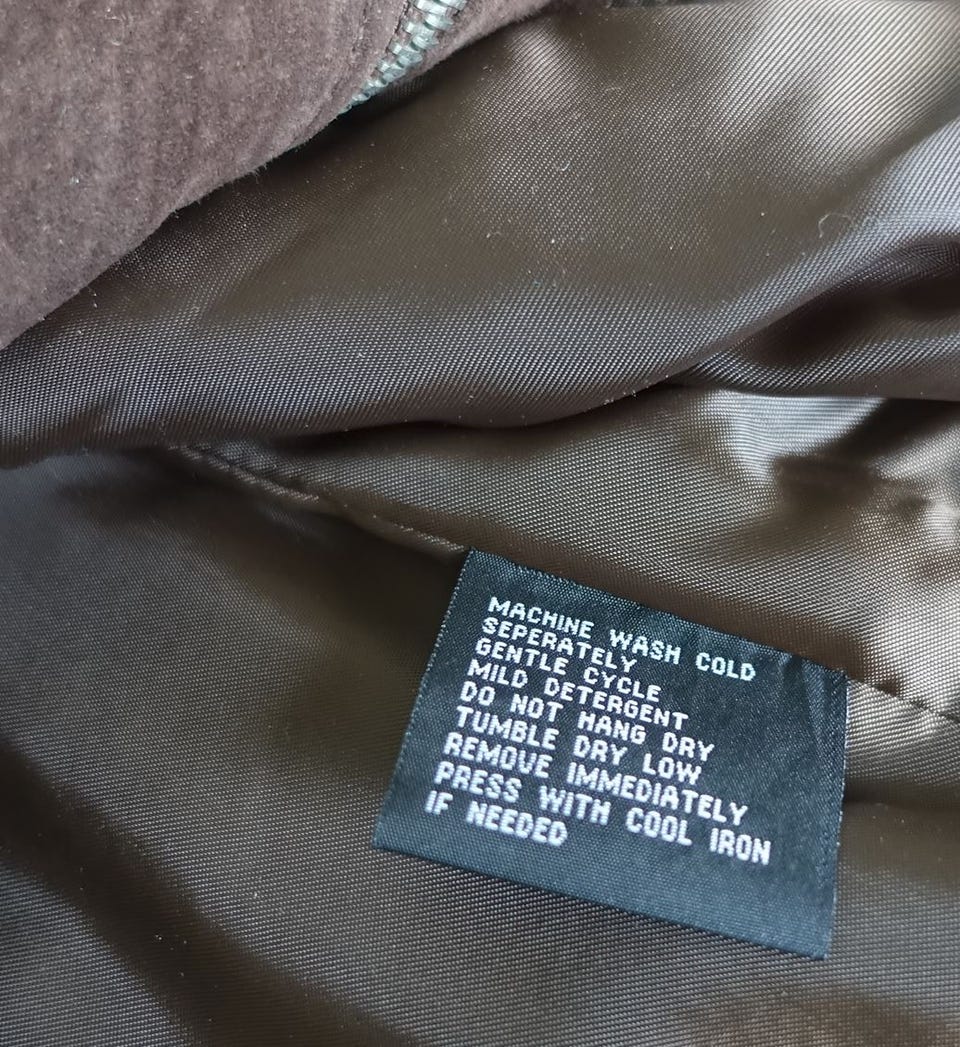 MACHINE WASH COLD
SEPERATELY
GENTLE CYCLE
MILD DETERGENT
DO NOT HANG DRY
TUMBLE DRY LOW
REMOVE IMMEDIATELY
PRESS WITH COOL IRON
IF NEEDED